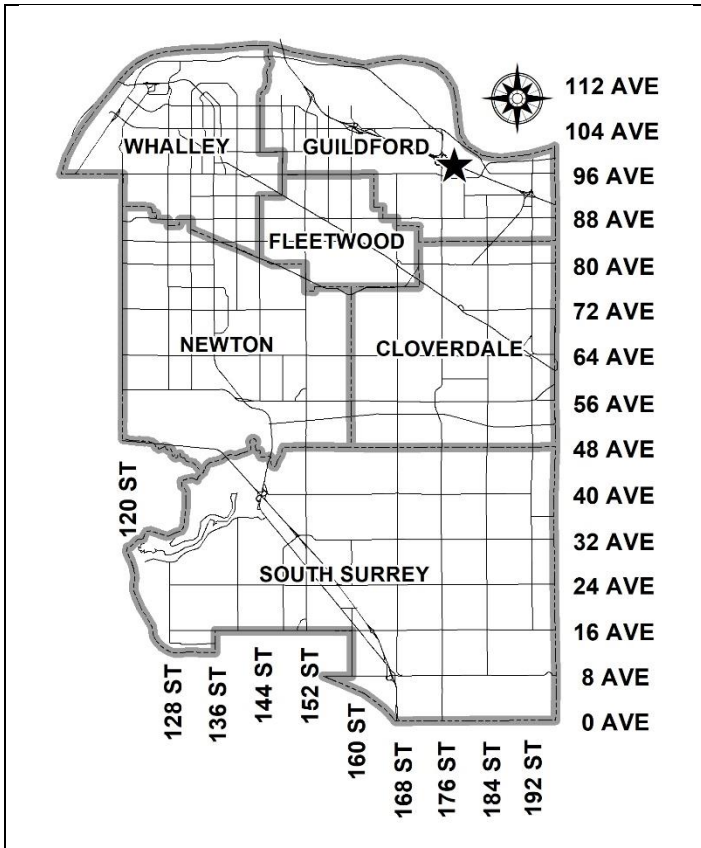 112 AVE
104 AVE
WHALLEY
GUILDFORD
96 AVE
88 AVE
FLEETWOOD
80 AVE
72 AVE
NEWTON
CLOVERDALE
64 AVE
56 AVE
48 AVE
120 ST
40 AVE
32 AVE
SOUTH SURREY
24 AVE
16 AVE
8 AVE
0 AVE
128 ST
136 ST
144 ST
152 ST
160 ST
168 ST
176 ST
184 ST
192 ST